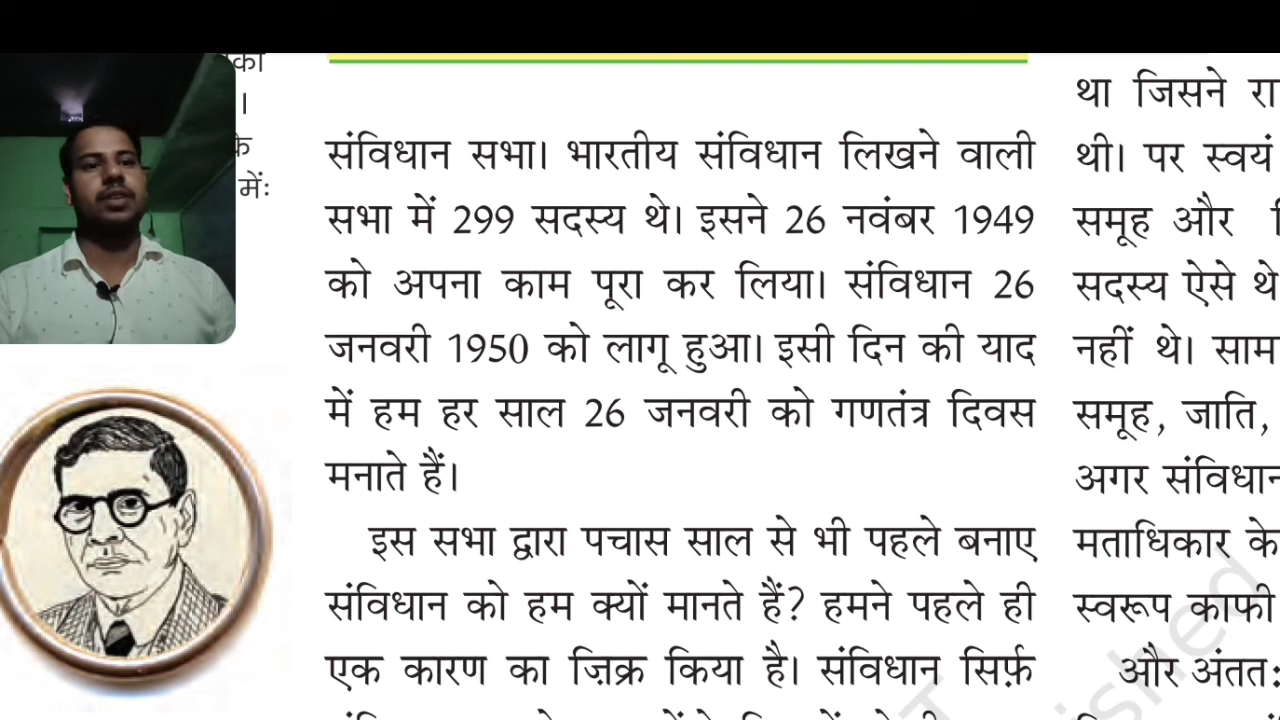 की
।
के
में:
संविधान सभा। भारतीय संविधान लिखने वाली
सभा में 299 सदस्य थे। इसने 26 नवंबर 1949
को अपना काम पूरा कर लिया। संविधान 26
जनवरी 1950 को लागू हुआ। इसी दिन की याद
में हम हर साल 26 जनवरी को गणतंत्र दिवस
मनाते हैं।
इस सभा द्वारा पचास साल से भी पहले बनाए
संविधान को हम क्यों मानते हैं? हमने पहले ही
एक कारण का ज़िक्र किया है। संविधान सिर्फ़
था जिसने रा
थी। पर स्वयं
समूह और
सदस्य ऐसे थे
नहीं थे। साम
समूह, जाति,
अगर संविधान
मताधिकार के
स्वरूप काफी
और अंतत:
ished